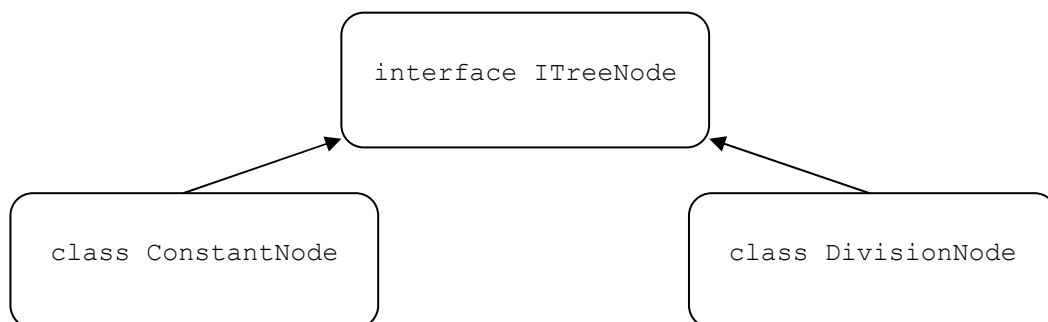 interface ITreeNode
class ConstantNode
class DivisionNode